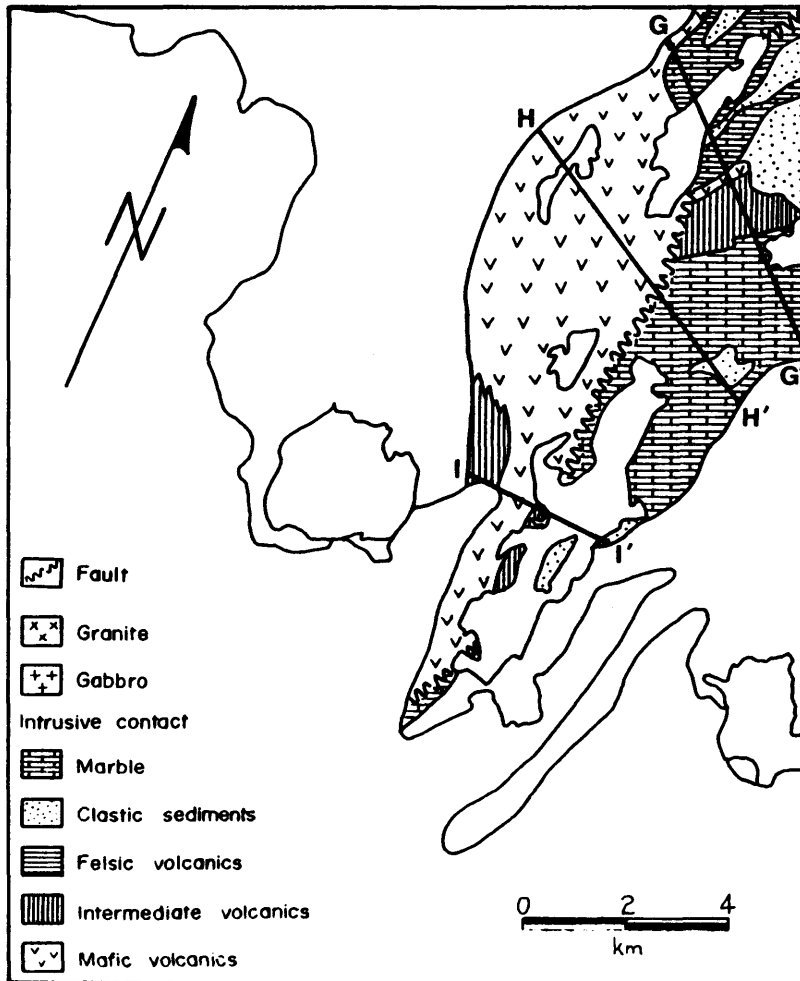 G
H
N
G
H'
I
I'
Fault
Granite
Gabbro
Intrusive contact
Marble
Clastic sediments
Felsic volcanics
Intermediate volcanics
Mafic volcanics
0 2 4
km